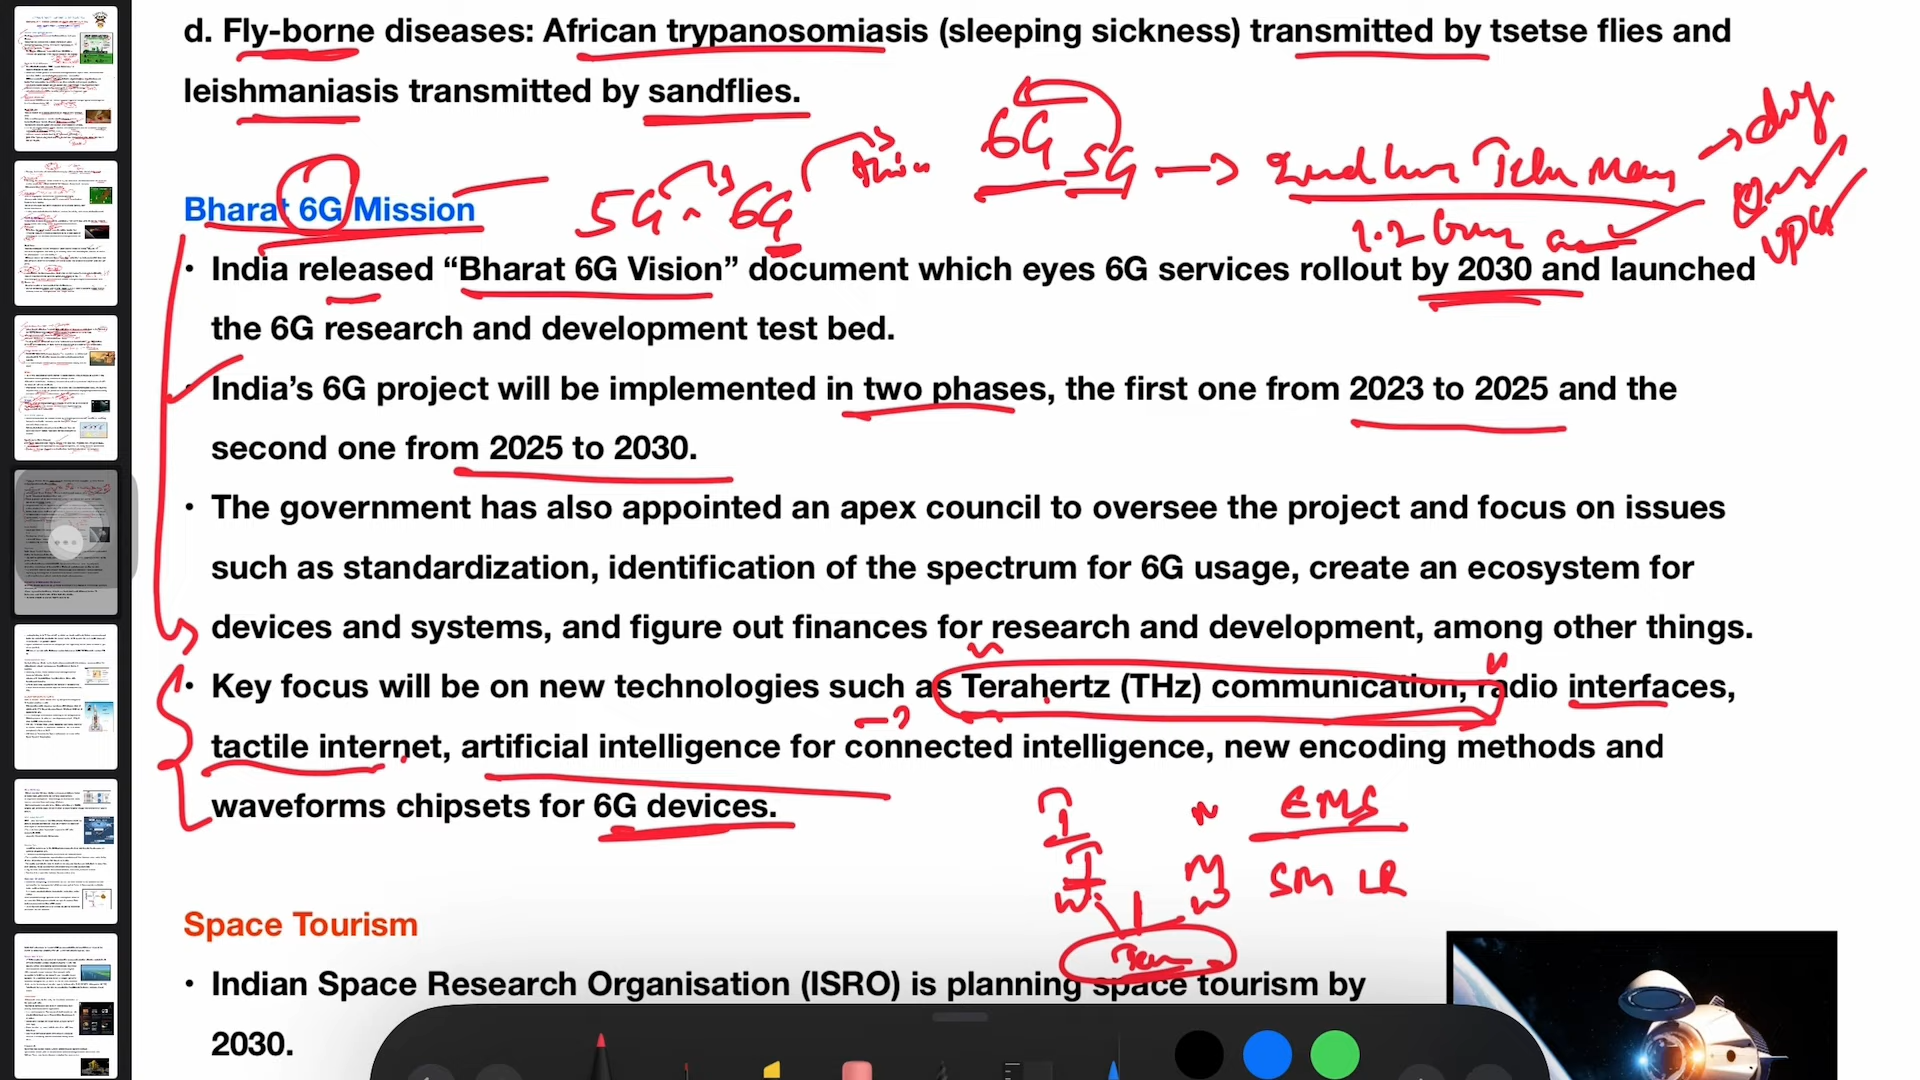 d. Fly-borne diseases: African trypanosomiasis (sleeping sickness) transmitted by tsetse flies and
leishmaniasis transmitted by sandflies.
6G
5G
5G 6G
Bharat 6G Mission
• India released “Bharat 6G Vision” document which eyes 6G services rollout by 2030 and launched
the 6G research and development test bed.
• India’s 6G project will be implemented in two phases, the first one from 2023 to 2025 and the
second one from 2025 to 2030.
• The government has also appointed an apex council to oversee the project and focus on issues
such as standardization, identification of the spectrum for 6G usage, create an ecosystem for
devices and systems, and figure out finances for research and development, among other things.
• Key focus will be on new technologies such as Terahertz (THz) communication, radio interfaces,
tactile internet, artificial intelligence for connected intelligence, new encoding methods and
waveforms chipsets for 6G devices.
EMS
SM LR
Space Tourism
• Indian Space Research Organisation (ISRO) is planning space tourism by
2030.